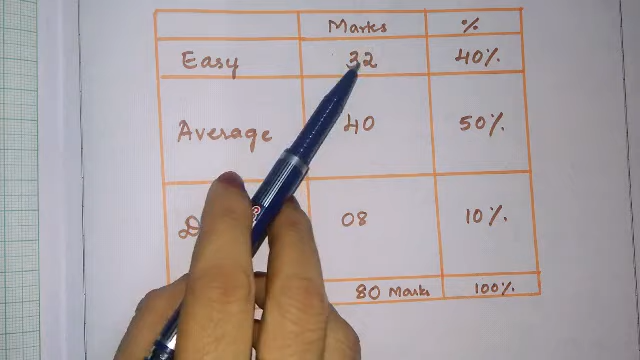 Marks %
Easy 32 40%
Average 40 50%
08 10%
80 Marks 100%